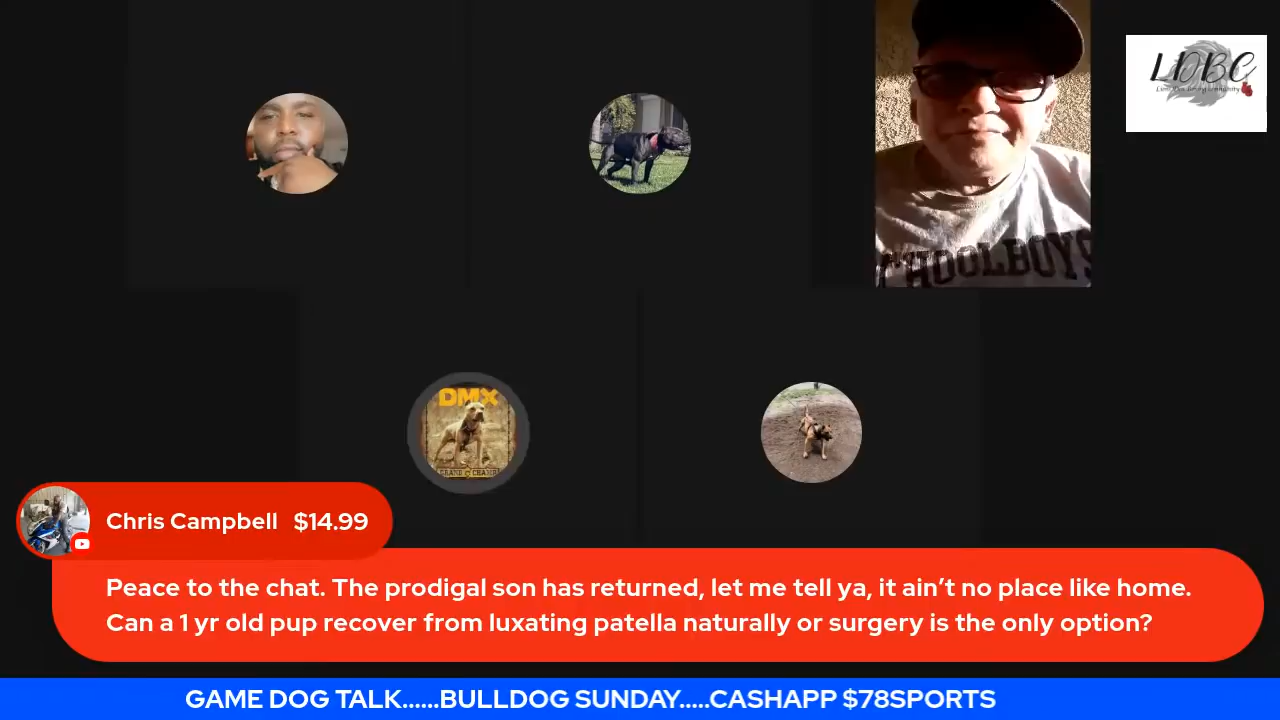 LDBC
HOOLBOYS
DMX
Chris Campbell $14.99
Peace to the chat. The prodigal son has returned, let me tell ya, it ain't no place like home.
Can a 1 yr old pup recover from luxating patella naturally or surgery is the only option?
GAME DOG TALK......BULLDOG SUNDAY.....CASHAPP $78SPORTS